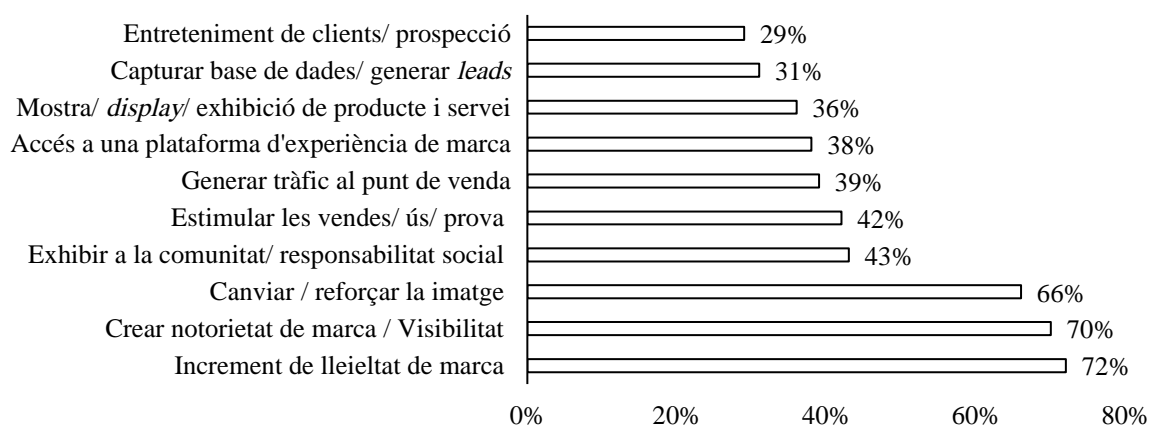 Entreteniment de clients/ prospecció 29%
Capturar base de dades/ generar leads 31%
Mostra/ display/ exhibició de producte i servei 36%
Accés a una plataforma d'experiència de marca 38%
Generar tràfic al punt de venda 39%
Estimular les vendes/ ús/ prova 42%
Exhibir a la comunitat/ responsabilitat social 43%
Canviar / reforçar la imatge 66%
Crear notorietat de marca / Visibilitat 70%
Increment de lleieltat de marca 72%
0% 20% 40% 60% 80%